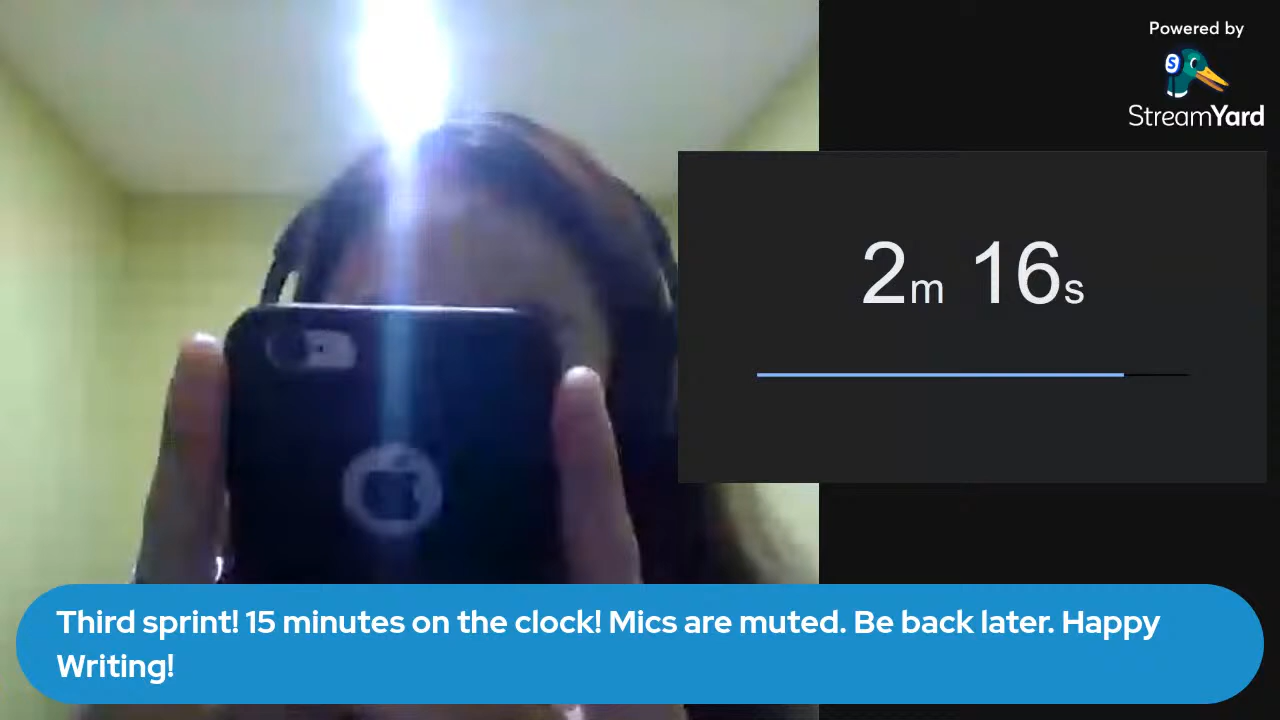 Powered by
S
StreamYard
2m 16s
Third sprint! 15 minutes on the clock! Mics are muted. Be back later. Happy
Writing!